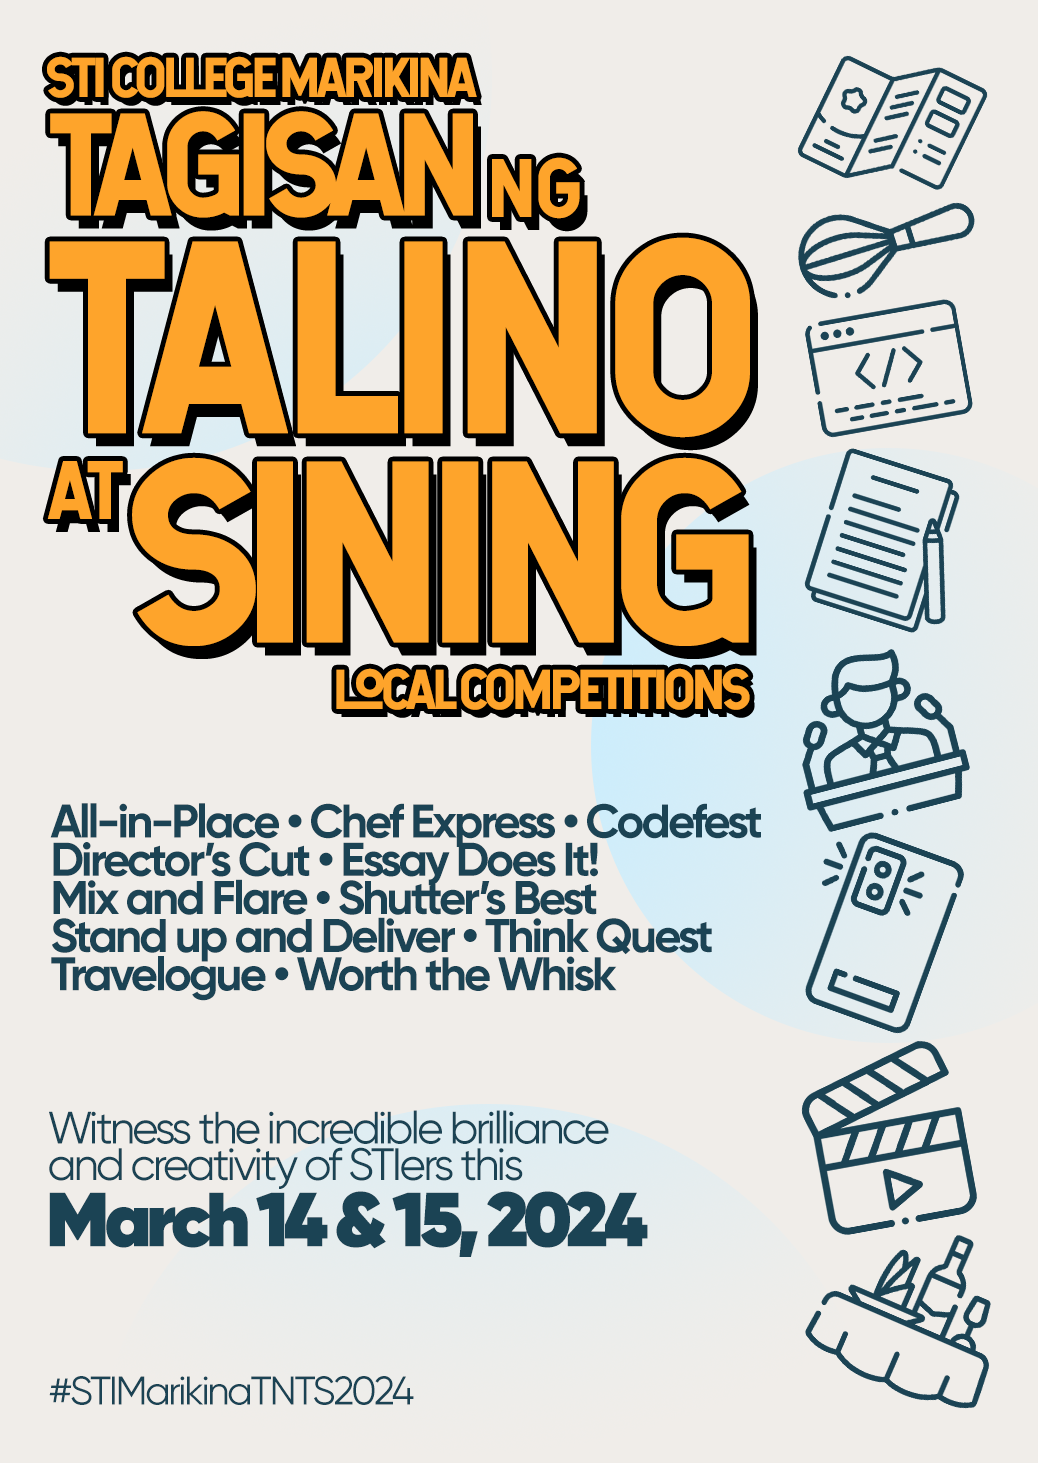 STI COLLEGE MARIKINA
TAGISAN NG
TALINO
AT SINING
LOCAL COMPETITIONS
All-in-Place • Chef Express • Codefest
Director's Cut • Essay Does It!
Mix and Flare • Shutter's Best
Stand up and Deliver • Think Quest
Travelogue • Worth the Whisk
Witness the incredible brilliance
and creativity of STIers this
March 14 & 15, 2024
#STIMarikinaTNTS2024